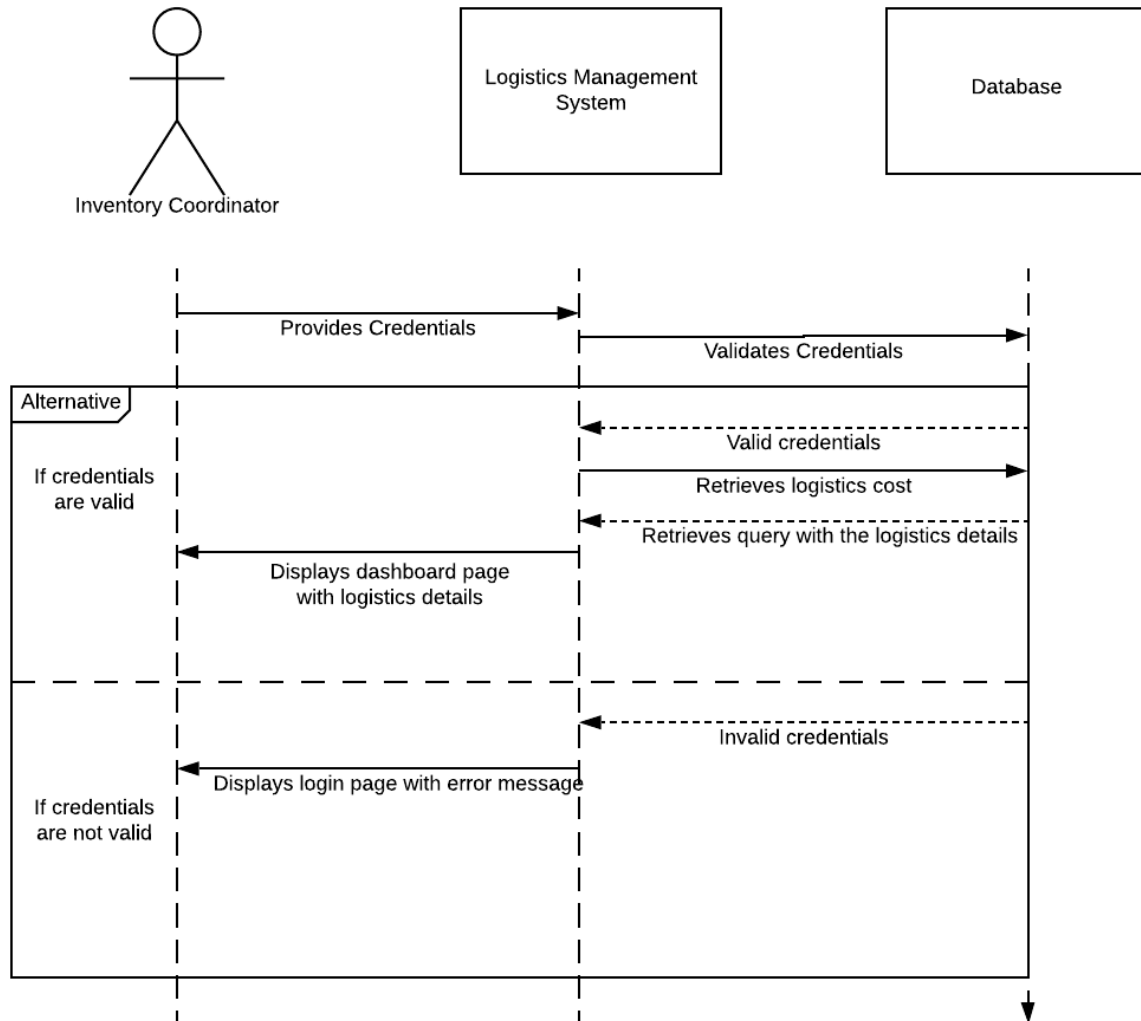 Logistics Management
System
Database
Inventory Coordinator
Provides Credentials
Validates Credentials
Alternative
Valid credentials
If credentials
are valid
Retrieves logistics cost
Retrieves query with the logistics details
Displays dashboard page
with logistics details
Invalid credentials
Displays login page with error message
If credentials
are not valid